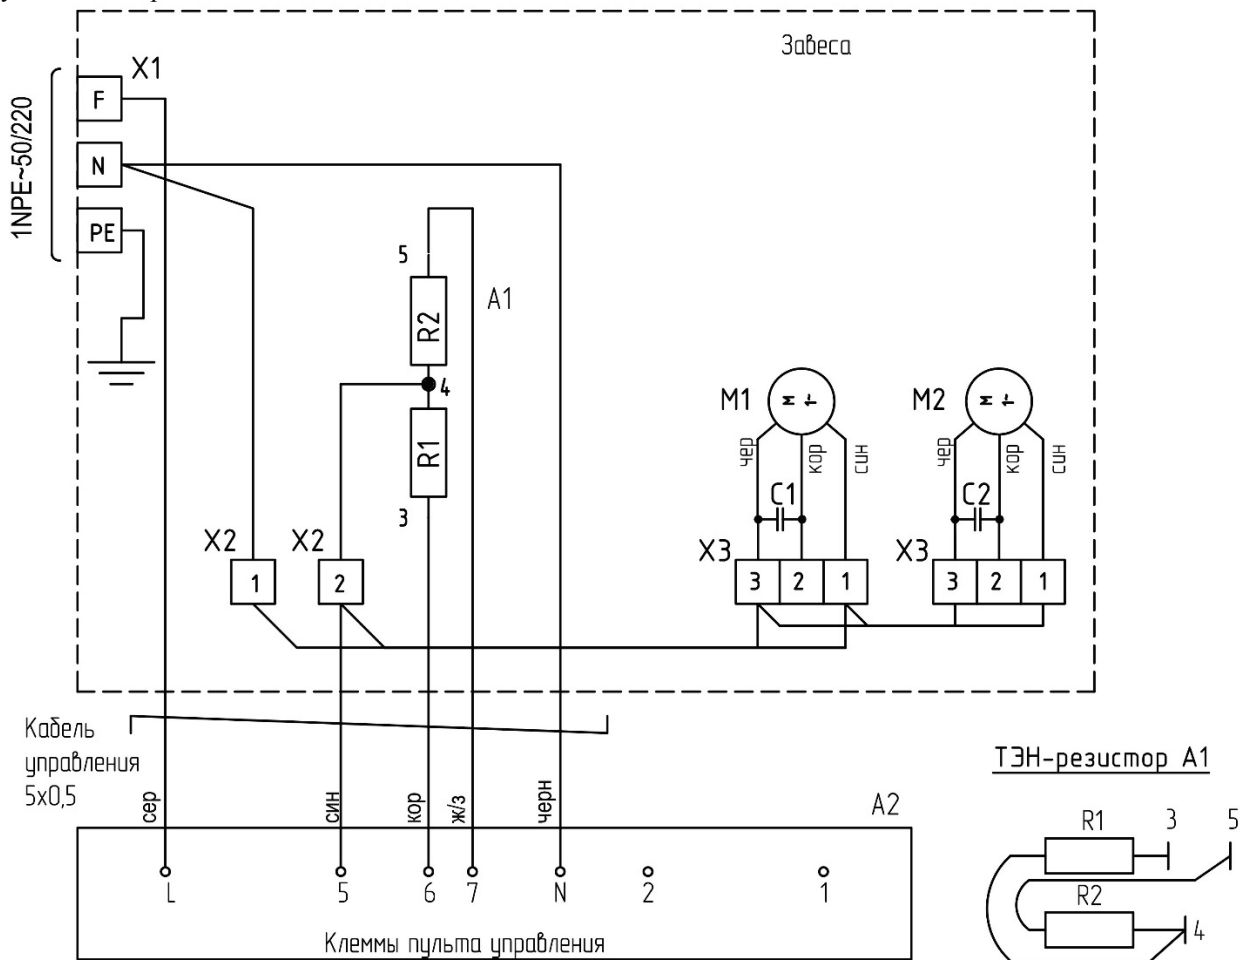 Завеса
X1
F
N
PE
1NPE~50/220
5
R2
A1
4
R1
3
M1
M2
чер
кор
син
чер
кор
син
C1
C2
X2
X2
X3
X3
1
2
3 2 1
3 2 1
Кабель
управления
5x0,5
сер
син
кор
ж/з
черн
A2
L
5
6
7
N
2
1
Клеммы пульта управления
ТЭН-резистор A1
R1
3
5
R2
4